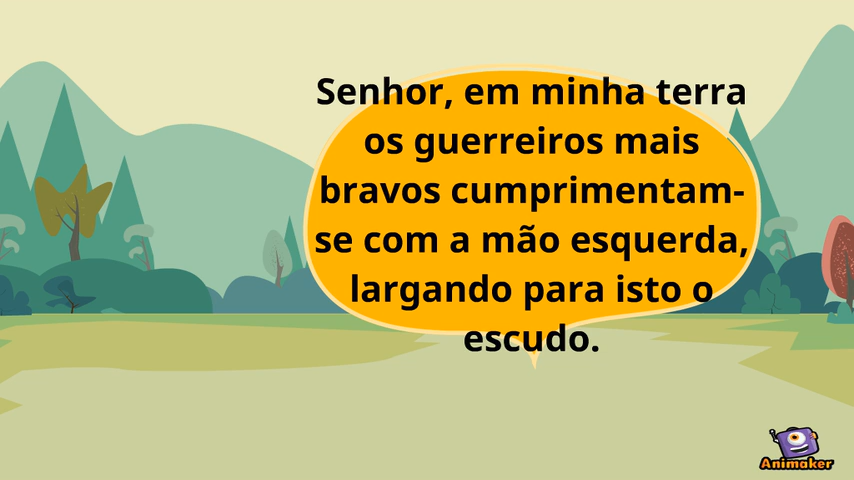 Senhor, em minha terra
os guerreiros mais
bravos cumprimentam-
se com a mão esquerda,
largando para isto o
escudo.
Animaker